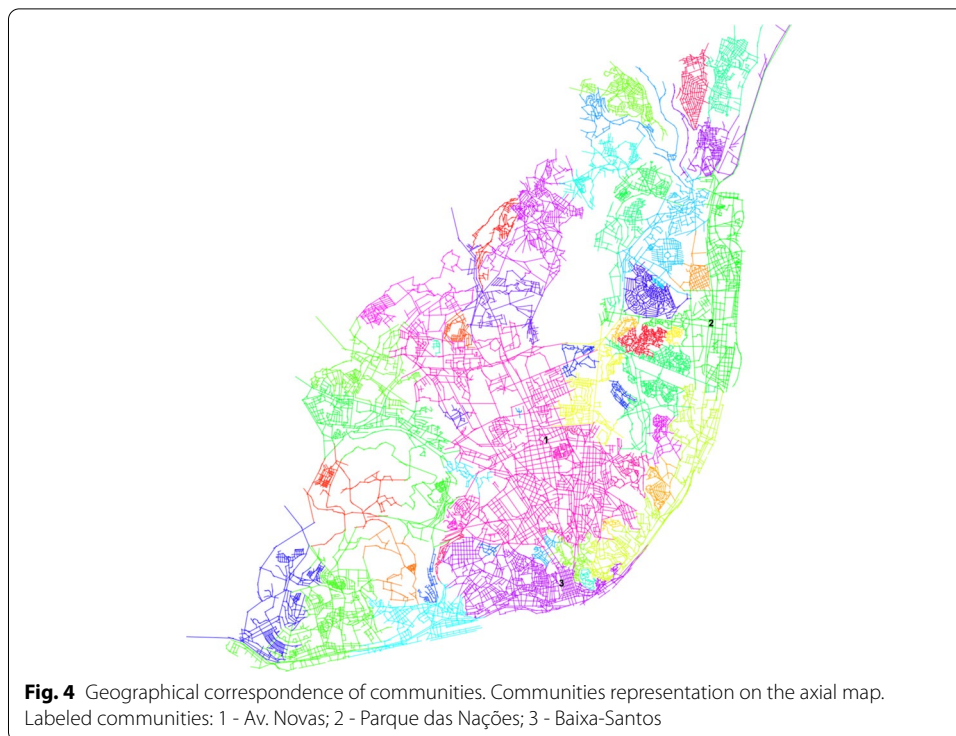 2
1
3
Fig. 4 Geographical correspondence of communities. Communities representation on the axial map.
Labeled communities: 1 - Av. Novas; 2 - Parque das Nações; 3 - Baixa-Santos